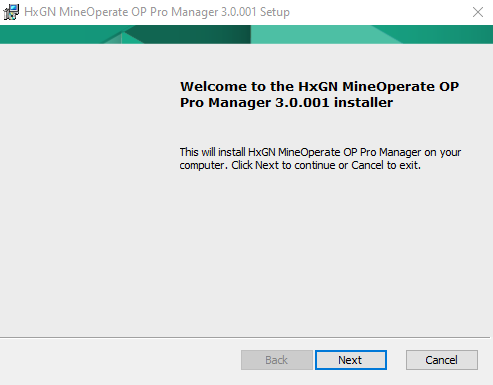 HxGN MineOperate OP Pro Manager 3.0.001 Setup
Welcome to the HxGN MineOperate OP
Pro Manager 3.0.001 installer
This will install HxGN MineOperate OP Pro Manager on your
computer. Click Next to continue or Cancel to exit.
Back
Next
Cancel